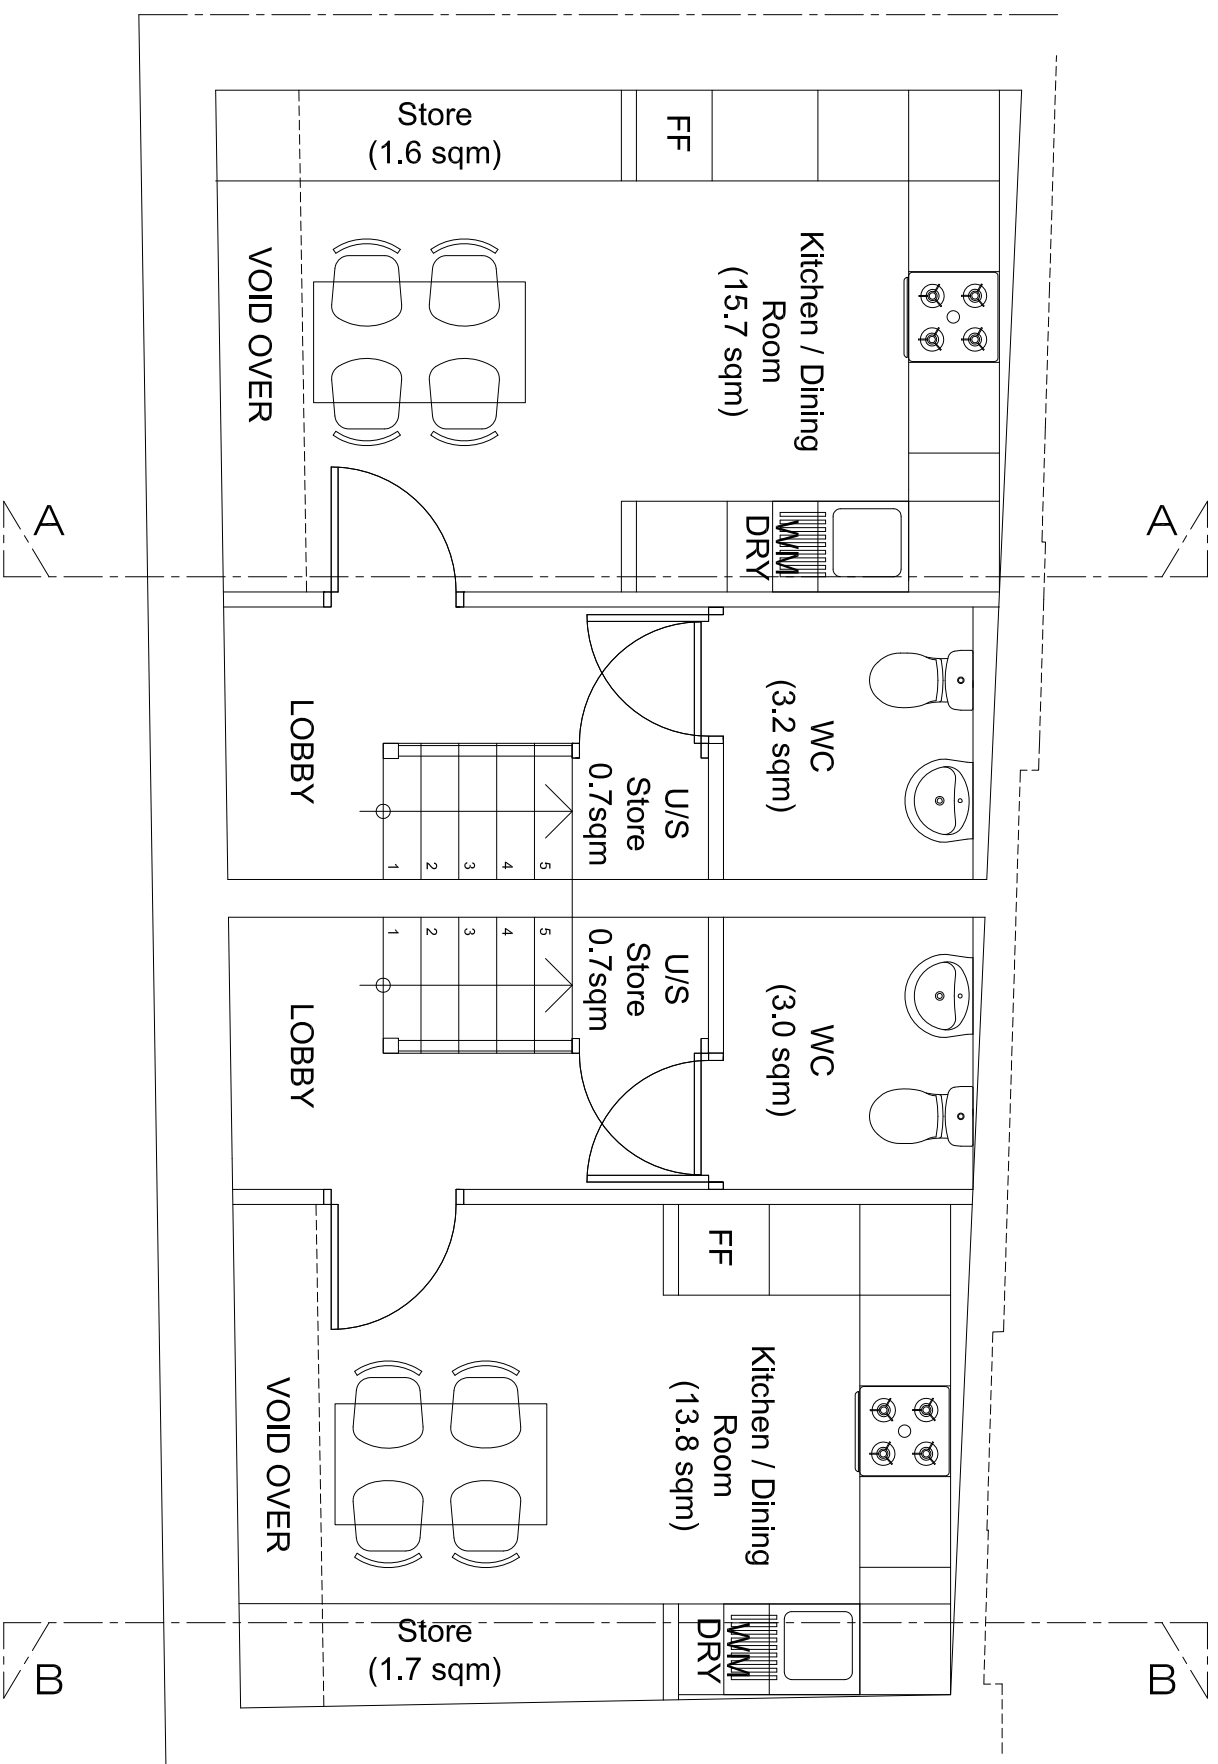 Store
(1.6 sqm)
FF
Kitchen / Dining
Room
(15.7 sqm)
VOID OVER
A
A
WM
DRY
LOBBY
WC
(3.2 sqm)
U/S
Store
0.7sqm
1
2
3
4
5
1
2
3
4
5
U/S
Store
0.7sqm
WC
(3.0 sqm)
LOBBY
FF
Kitchen / Dining
Room
(13.8 sqm)
VOID OVER
Store
(1.7 sqm)
WM
DRY
B
B